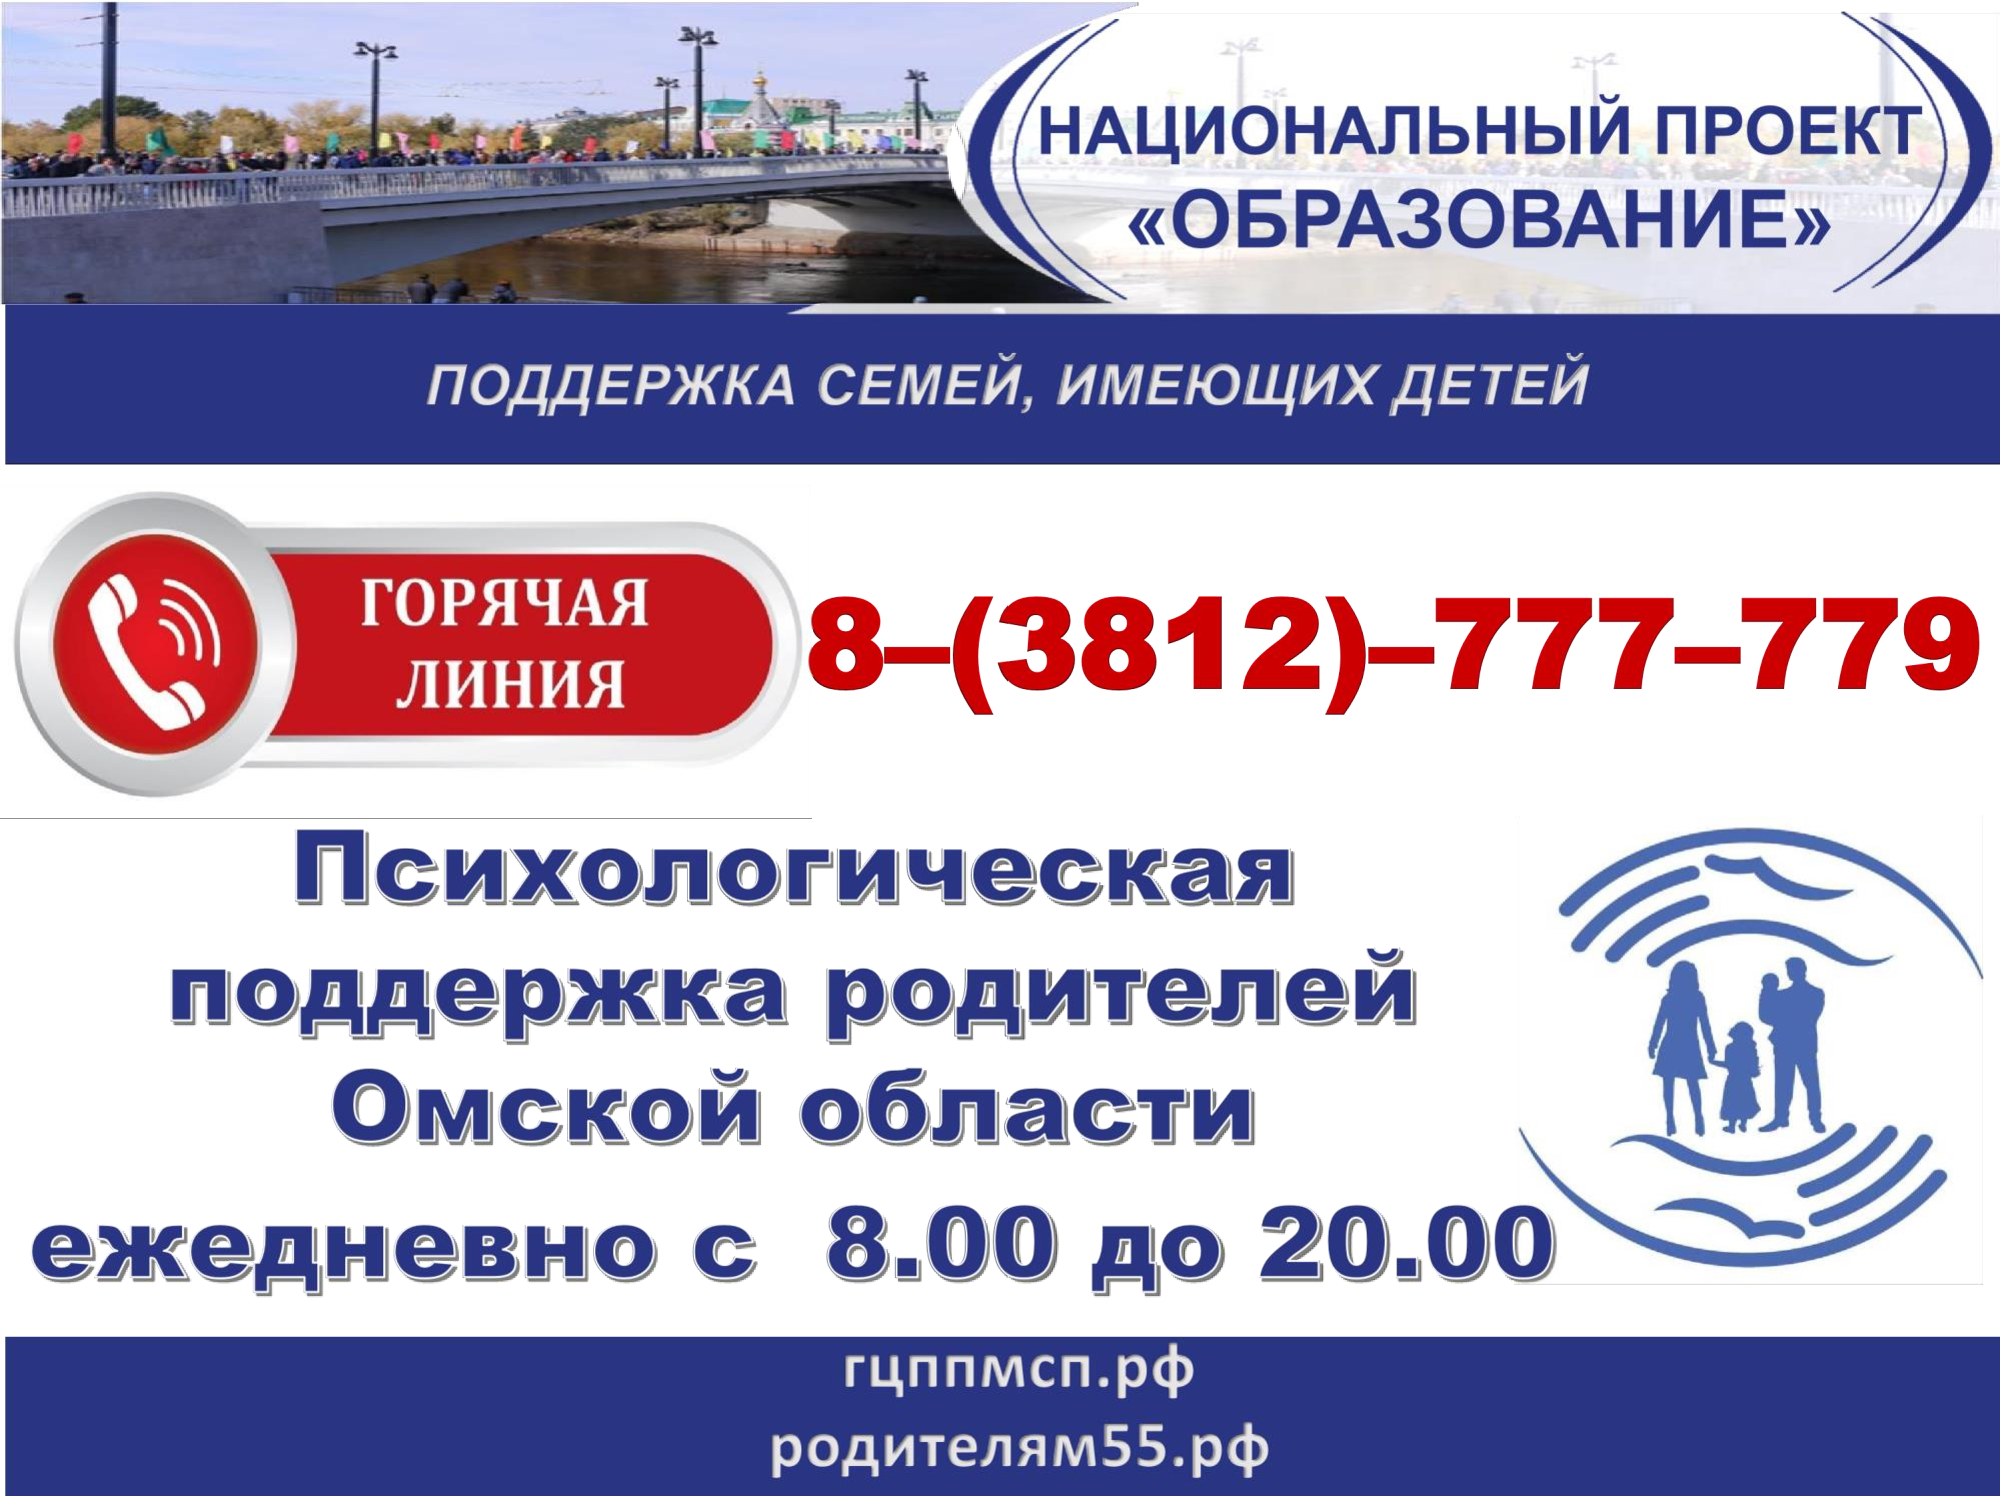 НАЦИОНАЛЬНЫЙ ПРОЕКТ
«ОБРАЗОВАНИЕ»
ПОДДЕРЖКА СЕМЕЙ, ИМЕЮЩИХ ДЕТЕЙ
ГОРЯЧАЯ
ЛИНИЯ
8–(3812)–777–779
Психологическая
поддержка родителей
Омской области
ежедневно с 8.00 до 20.00
гцппмсп.рф
родителям55.рф